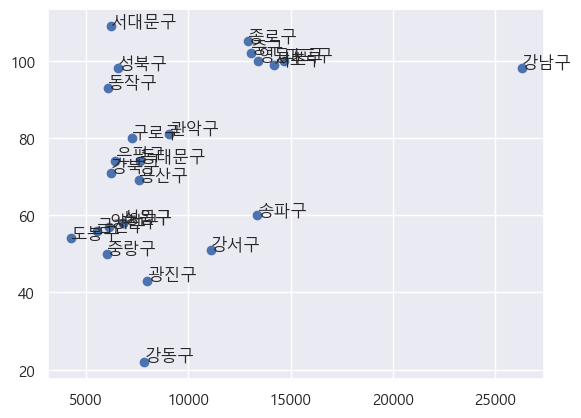 서대문구
종로구
중구
강남구
성북구
동작구
관악구
구로구
은평구
동대문구
강북구
용산구
송파구
도봉구
강서구
중랑구
광진구
강동구
100
80
60
40
20
5000
10000
15000
20000
25000